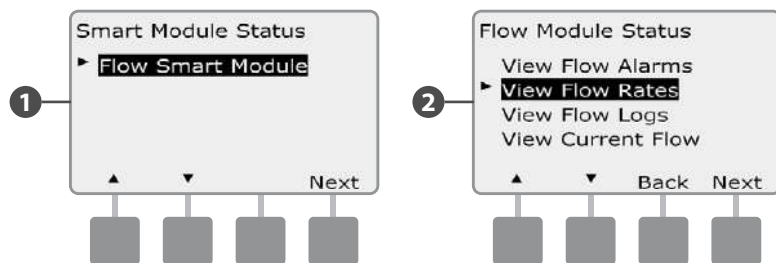 Smart Module Status
► Flow Smart Module
1
▲ ▼ Next
Flow Module Status
View Flow Alarms
► View Flow Rates
2
View Flow Logs
View Current Flow
▲ ▼ Back Next